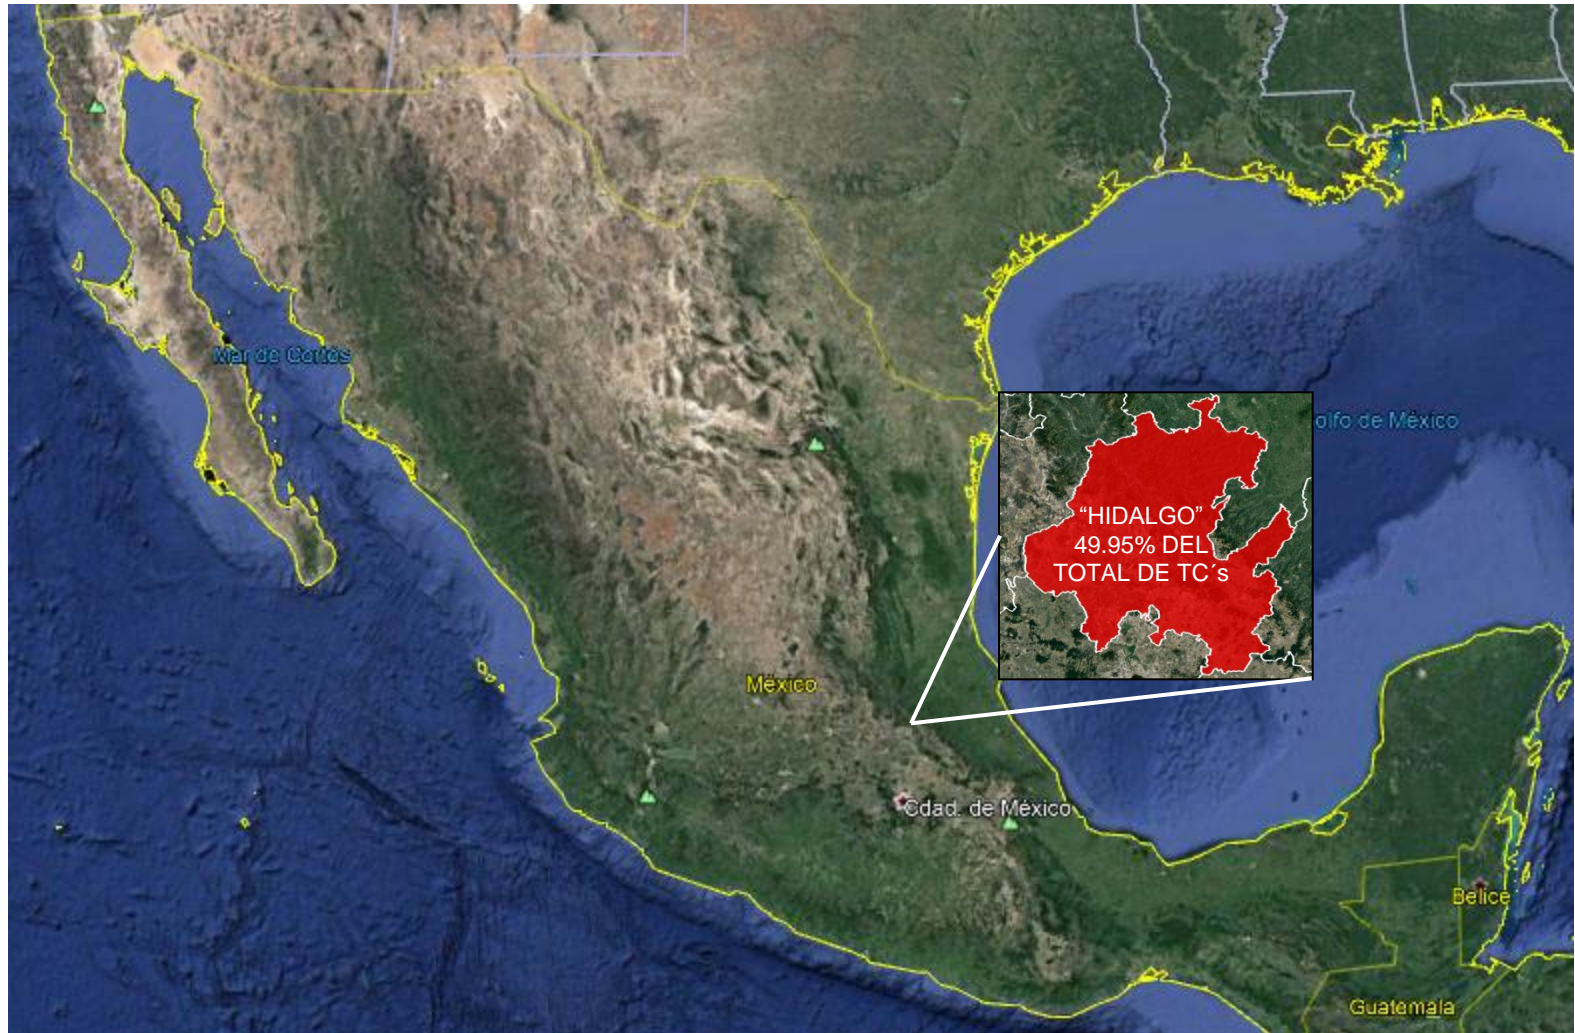 Mar de Cortés
olfo de México
“HIDALGO”
49.95% DEL
TOTAL DE TC´s
México
Cdad. de México
Belice
Guatemala